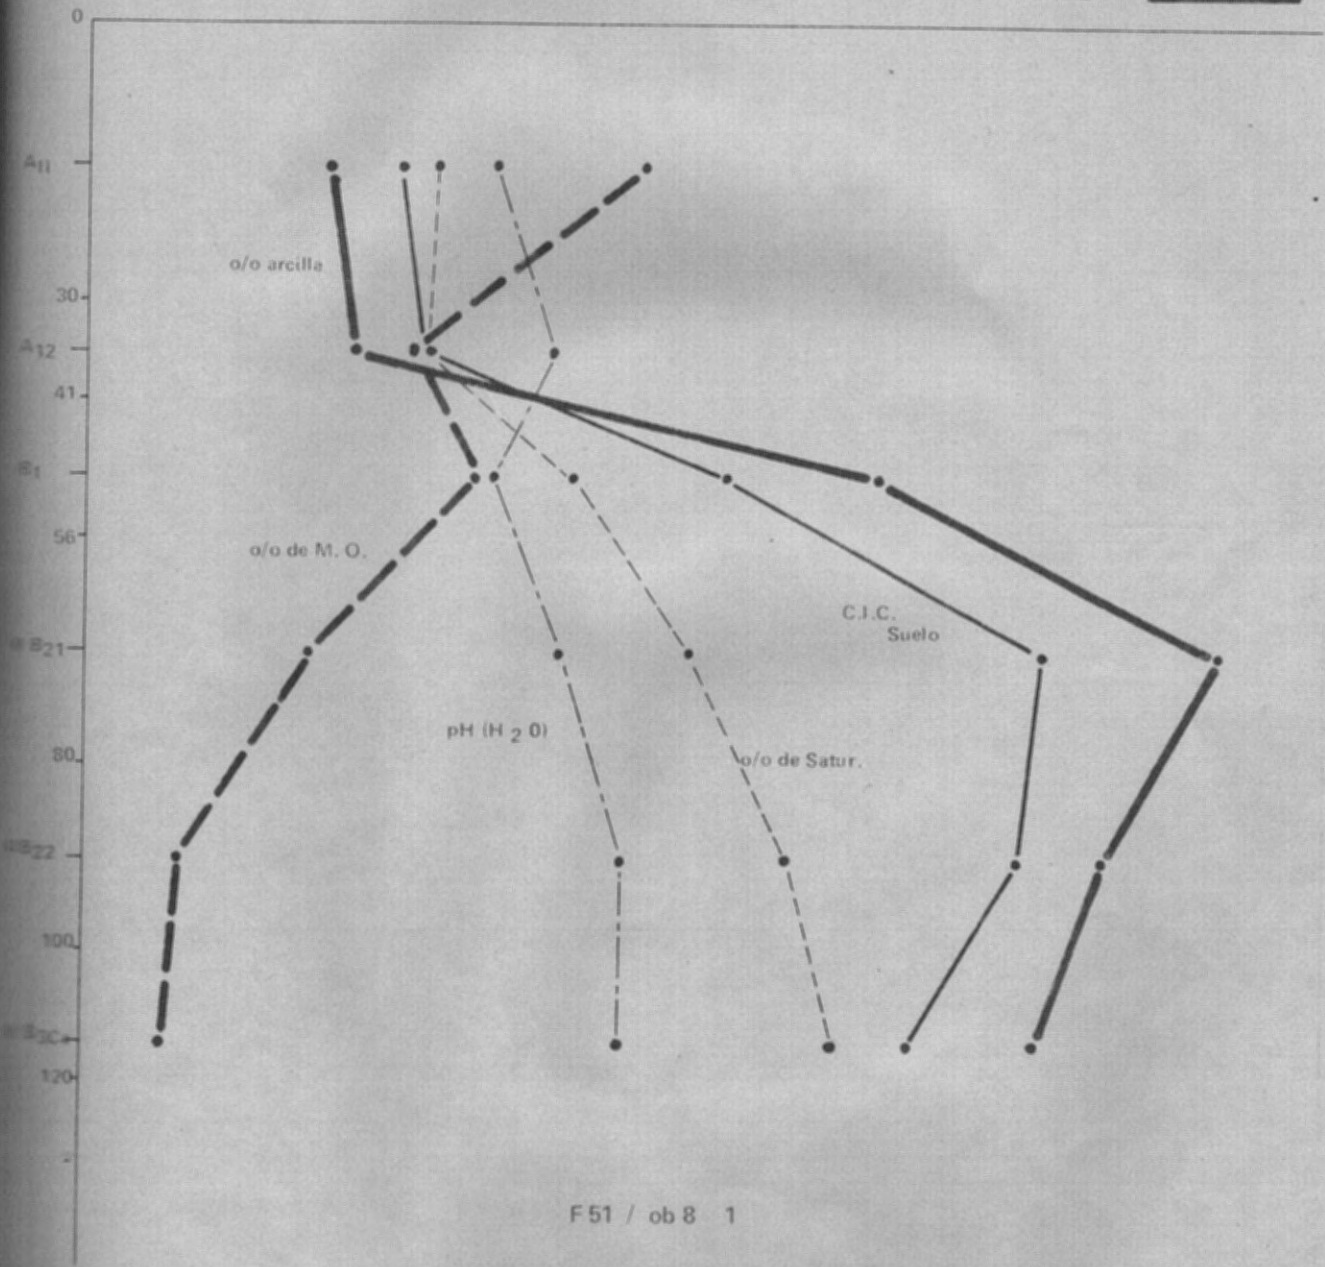 0
A11
o/o arcilla
30
A12
41
B1
56
o/o de M. O.
C.I.C.
Suelo
B21
pH (H 2 0)
80
o/o de Satur.
B22
100
120
F 51 / ob 8 1